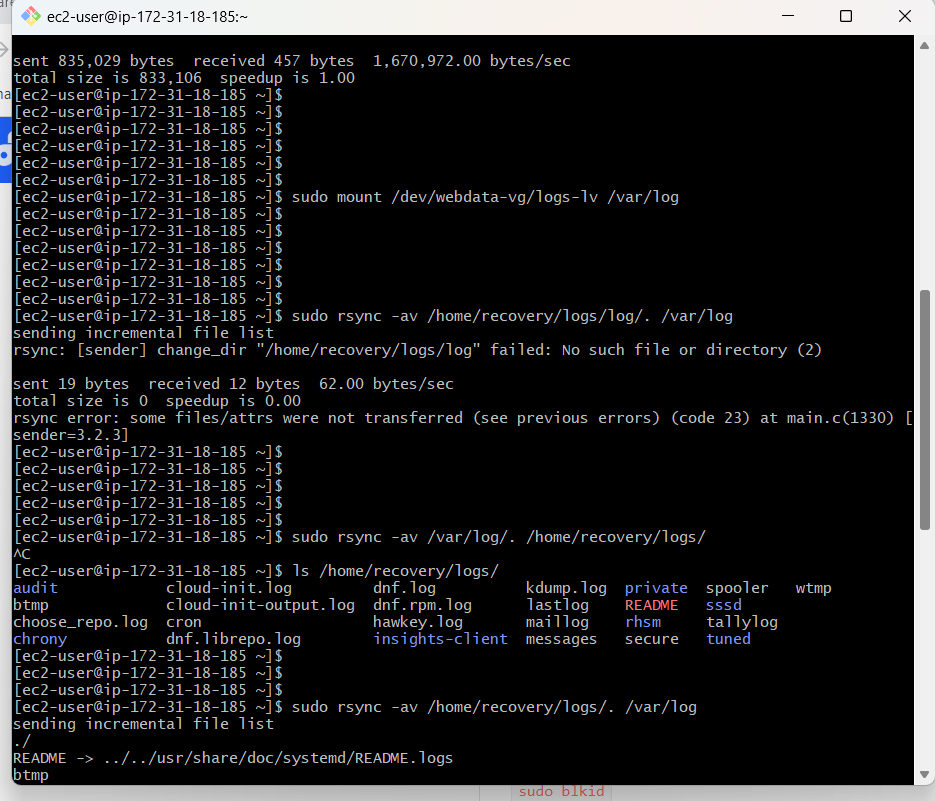 ec2-user@ip-172-31-18-185:~
sent 835,029 bytes  received 457 bytes  1,670,972.00 bytes/sec
total size is 833,106  speedup is 1.00
[ec2-user@ip-172-31-18-185 ~]$
[ec2-user@ip-172-31-18-185 ~]$
[ec2-user@ip-172-31-18-185 ~]$
[ec2-user@ip-172-31-18-185 ~]$
[ec2-user@ip-172-31-18-185 ~]$
[ec2-user@ip-172-31-18-185 ~]$
[ec2-user@ip-172-31-18-185 ~]$ sudo mount /dev/webdata-vg/logs-lv /var/log
[ec2-user@ip-172-31-18-185 ~]$
[ec2-user@ip-172-31-18-185 ~]$
[ec2-user@ip-172-31-18-185 ~]$
[ec2-user@ip-172-31-18-185 ~]$
[ec2-user@ip-172-31-18-185 ~]$
[ec2-user@ip-172-31-18-185 ~]$
[ec2-user@ip-172-31-18-185 ~]$ sudo rsync -av /home/recovery/logs/log/. /var/log
sending incremental file list
rsync: [sender] change_dir "/home/recovery/logs/log" failed: No such file or directory (2)
sent 19 bytes  received 12 bytes  62.00 bytes/sec
total size is 0  speedup is 0.00
rsync error: some files/attrs were not transferred (see previous errors) (code 23) at main.c(1330) [
sender=3.2.3]
[ec2-user@ip-172-31-18-185 ~]$
[ec2-user@ip-172-31-18-185 ~]$
[ec2-user@ip-172-31-18-185 ~]$
[ec2-user@ip-172-31-18-185 ~]$
[ec2-user@ip-172-31-18-185 ~]$
[ec2-user@ip-172-31-18-185 ~]$ sudo rsync -av /var/log/. /home/recovery/logs/
^C
[ec2-user@ip-172-31-18-185 ~]$ ls /home/recovery/logs/
audit            cloud-init.log         dnf.log          kdump.log  private  spooler   wtmp
btmp             cloud-init-output.log  dnf.rpm.log      lastlog    README   sssd
choose_repo.log  cron                   hawkey.log       maillog    rhsm     tallylog
chrony           dnf.librepo.log        insights-client  messages   secure   tuned
[ec2-user@ip-172-31-18-185 ~]$
[ec2-user@ip-172-31-18-185 ~]$
[ec2-user@ip-172-31-18-185 ~]$
[ec2-user@ip-172-31-18-185 ~]$ sudo rsync -av /home/recovery/logs/. /var/log
sending incremental file list
./
README -> ../../usr/share/doc/systemd/README.logs
btmp
sudo blkid